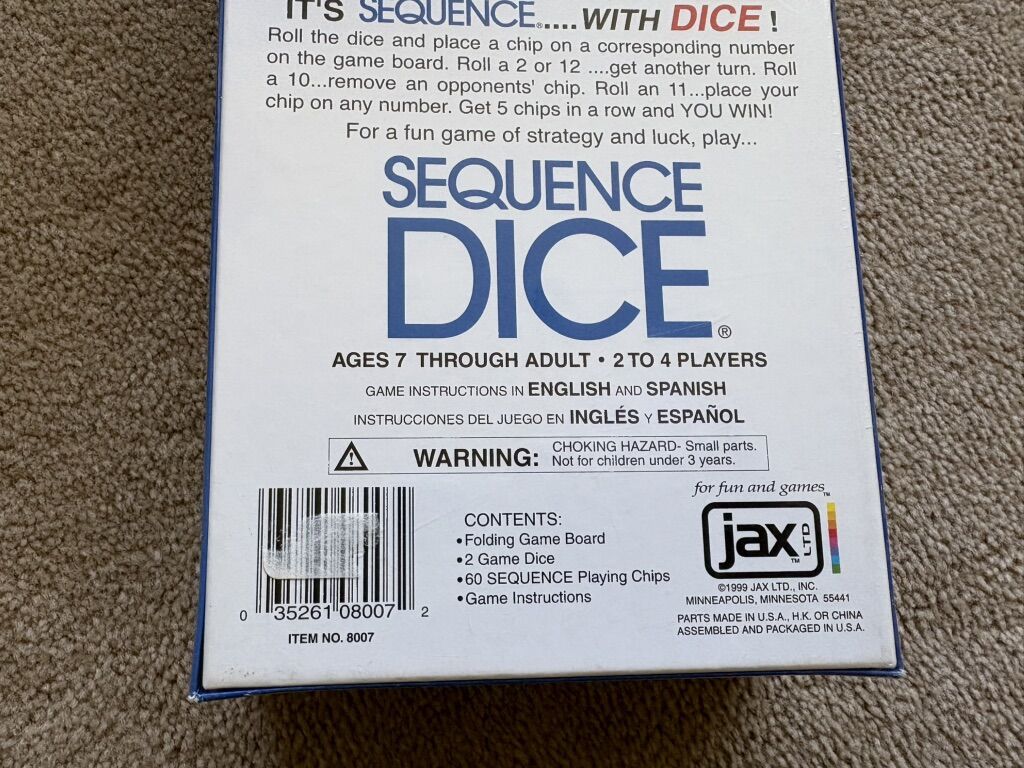 IT'S SEQUENCE®....WITH DICE !
Roll the dice and place a chip on a corresponding number
on the game board. Roll a 2 or 12 ....get another turn. Roll
a 10...remove an opponents' chip. Roll an 11...place your
chip on any number. Get 5 chips in a row and YOU WIN!
For a fun game of strategy and luck, play...
SEQUENCE
DICE®
AGES 7 THROUGH ADULT • 2 TO 4 PLAYERS
GAME INSTRUCTIONS IN ENGLISH AND SPANISH
INSTRUCCIONES DEL JUEGO EN INGLÉS Y ESPAÑOL
WARNING: CHOKING HAZARD- Small parts.
Not for children under 3 years.
0 35261 08007 2
ITEM NO. 8007
CONTENTS:
•Folding Game Board
•2 Game Dice
•60 SEQUENCE Playing Chips
•Game Instructions
for fun and games™
jax™ LTD
©1999 JAX LTD., INC.
MINNEAPOLIS, MINNESOTA 55441
PARTS MADE IN U.S.A., H.K. OR CHINA
ASSEMBLED AND PACKAGED IN U.S.A.